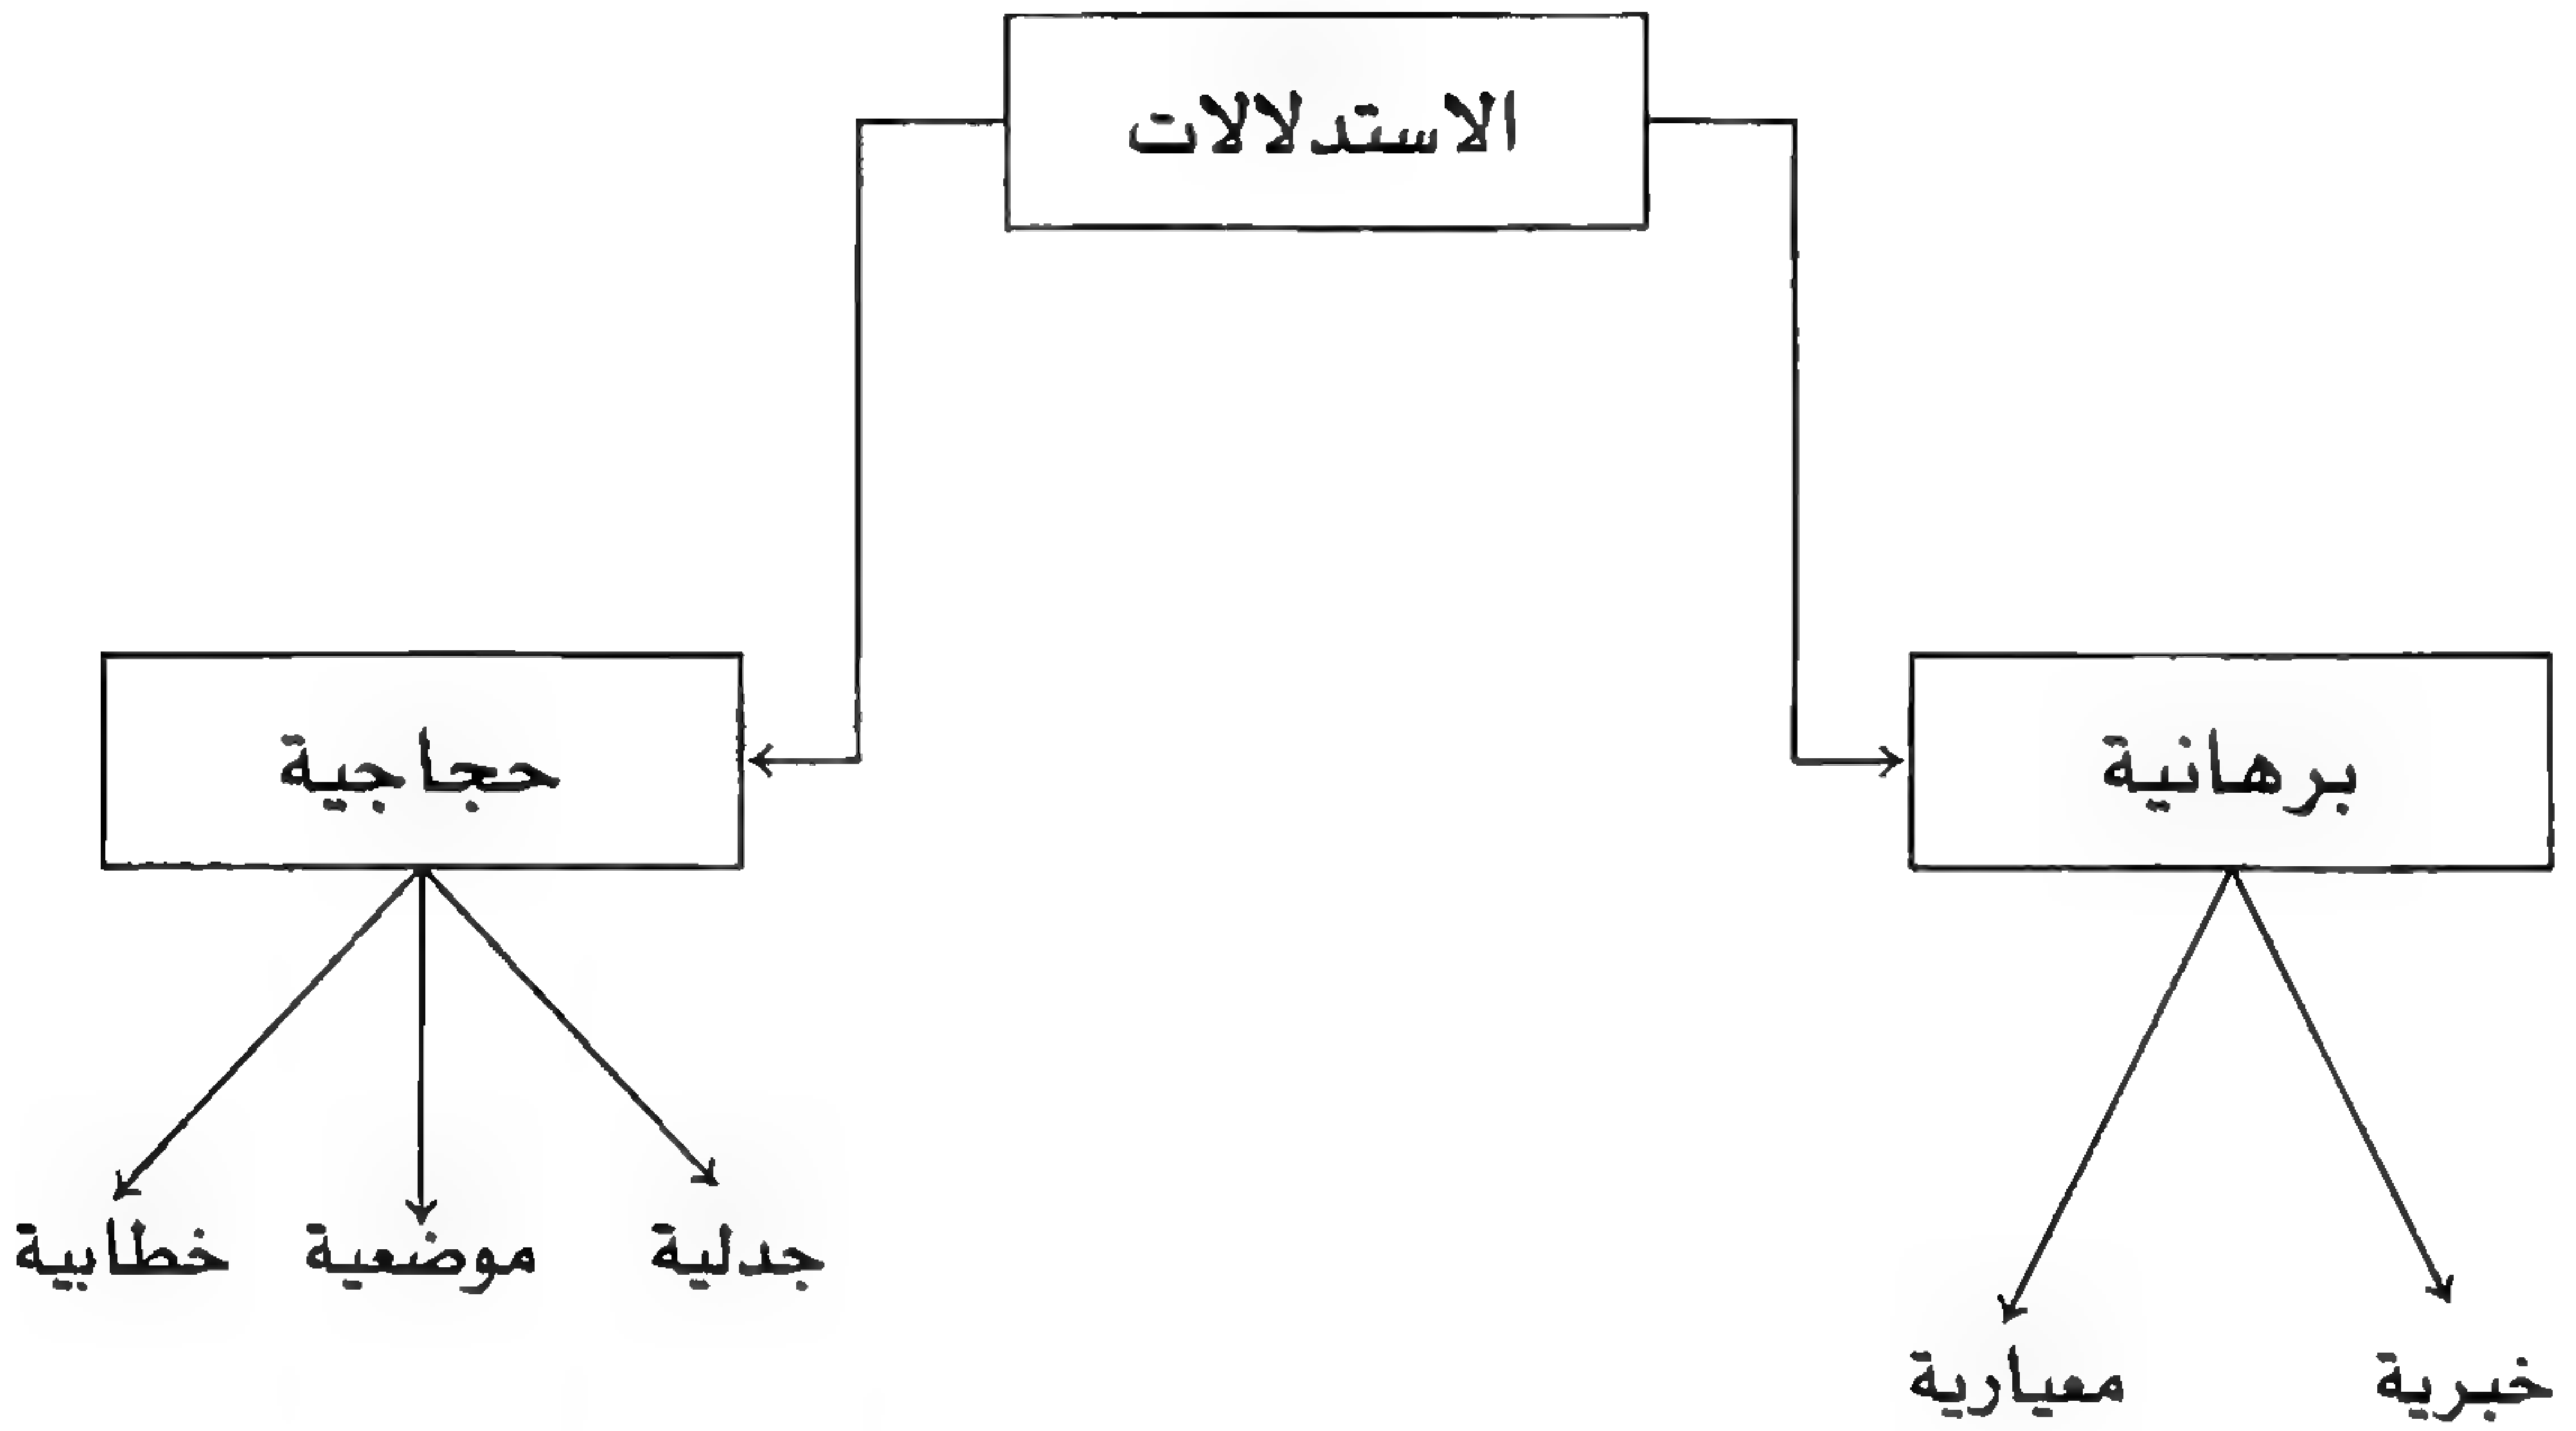 الاستدلالات
برهانية
حجاجية
جدلية
موضعية
خطابية
خبرية
معيارية